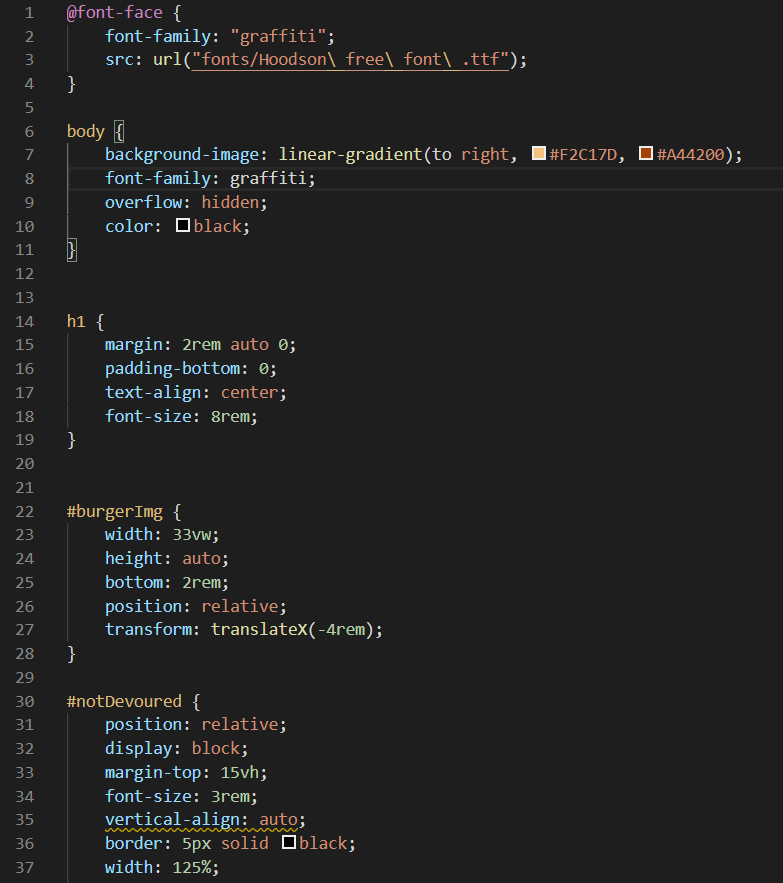 1 @font-face {
2     font-family: "graffiti";
3     src: url("fonts/Hoodson\ free\ font\ .ttf");
4 }
5
6 body {
7     background-image: linear-gradient(to right, #F2C17D, #A44200);
8     font-family: graffiti;
9     overflow: hidden;
10     color: black;
11 }
12
13
14 h1 {
15     margin: 2rem auto 0;
16     padding-bottom: 0;
17     text-align: center;
18     font-size: 8rem;
19 }
20
21
22 #burgerImg {
23     width: 33vw;
24     height: auto;
25     bottom: 2rem;
26     position: relative;
27     transform: translateX(-4rem);
28 }
29
30 #notDevoured {
31     position: relative;
32     display: block;
33     margin-top: 15vh;
34     font-size: 3rem;
35     vertical-align: auto;
36     border: 5px solid black;
37     width: 125%;